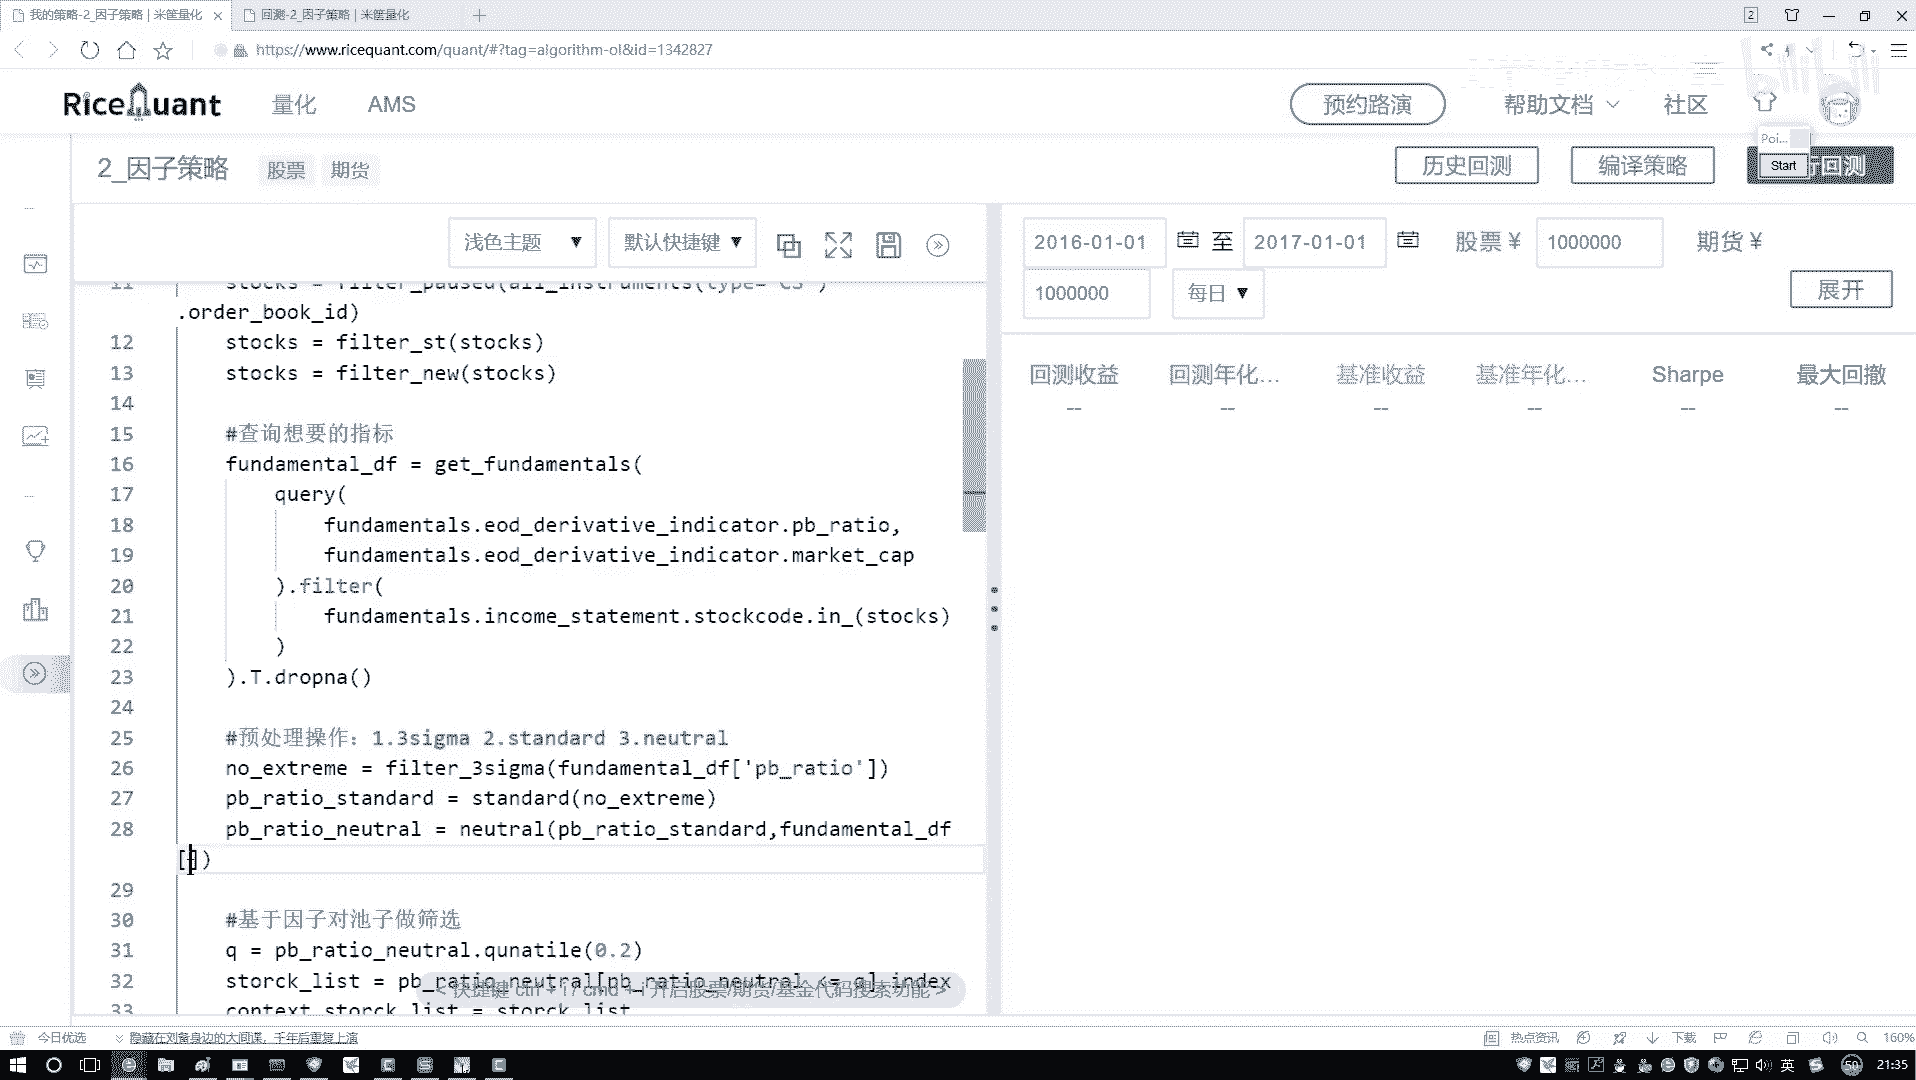 我的策略-2_因子策略 | 米筐量化
回测-2_因子策略 | 米筐量化
2
https://www.ricequant.com/quant/#?tag=algorithm-ol&id=1342827
RiceQuant
量化
AMS
预约路演
帮助文档
社区
Poi...
2_因子策略
股票
期货
历史回测
编译策略
Start
行回测
浅色主题 ▼
默认快捷键 ▼
2016-01-01
至
2017-01-01
股票 ¥
1000000
期货 ¥
1000000
每日 ▼
展开
11 stocks = filter_paused(all_instruments(type='CS')
.order_book_id)
12 stocks = filter_st(stocks)
13 stocks = filter_new(stocks)
14
15 #查询想要的指标
16 fundamental_df = get_fundamentals(
17 query(
18 fundamentals.eod_derivative_indicator.pb_ratio,
19 fundamentals.eod_derivative_indicator.market_cap
20 ).filter(
21 fundamentals.income_statement.stockcode.in_(stocks)
22 )
23 ).T.dropna()
24
25 #预处理操作：1.3sigma 2.standard 3.neutral
26 no_extreme = filter_3sigma(fundamental_df['pb_ratio'])
27 pb_ratio_standard = standard(no_extreme)
28 pb_ratio_neutral = neutral(pb_ratio_standard,fundamental_df
[])
29
30 #基于因子对池子做筛选
31 q = pb_ratio_neutral.qunatile(0.2)
32 storck_list = pb_ratio_neutral[pb_ratio_neutral <= q].index
33 context.storck_list = storck_list
< 快捷键 ctrl + i / cmd + i 开启股票/期货/基金代码搜索功能 >
回测收益
回测年化...
基准收益
基准年化...
Sharpe
最大回撤
--
--
--
--
--
--
今日优选
隐藏在刘备身边的大间谍，千年后重复上演
热点资讯
下载
160%
英
50
21:35